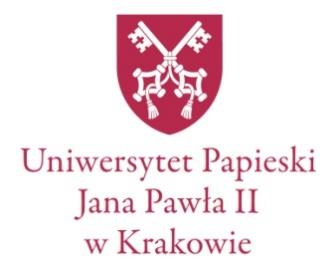 Uniwersytet Papieski
Jana Pawła II
w Krakowie